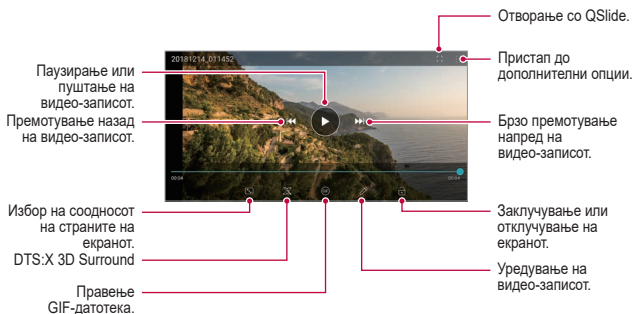 Отворање со QSlide.
20181214_011452
Пристап до
дополнителни опции.
Паузирање или
пуштање на
видео-записот.
Премотување назад
на видео-записот.
Брзо премотување
напред на
видео-записот.
00:04
00:04
Избор на соодносот
на страните на
екранот.
DTS:X 3D Surround
Правење
GIF-датотека.
Заклучување или
отклучување на
екранот.
Уредување на
видео-записот.